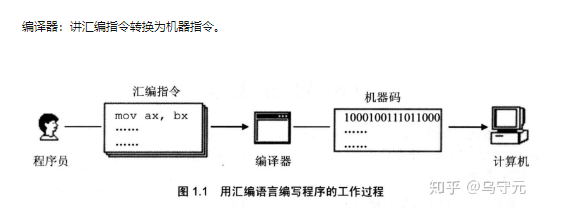 编译器：讲汇编指令转换为机器指令。
汇编指令
机器码
mov ax, bx
······
······
1000100111011000
······
······
程序员
编译器
计算机
图 1.1 用汇编语言编写程序的工作过程
知乎 @乌守元